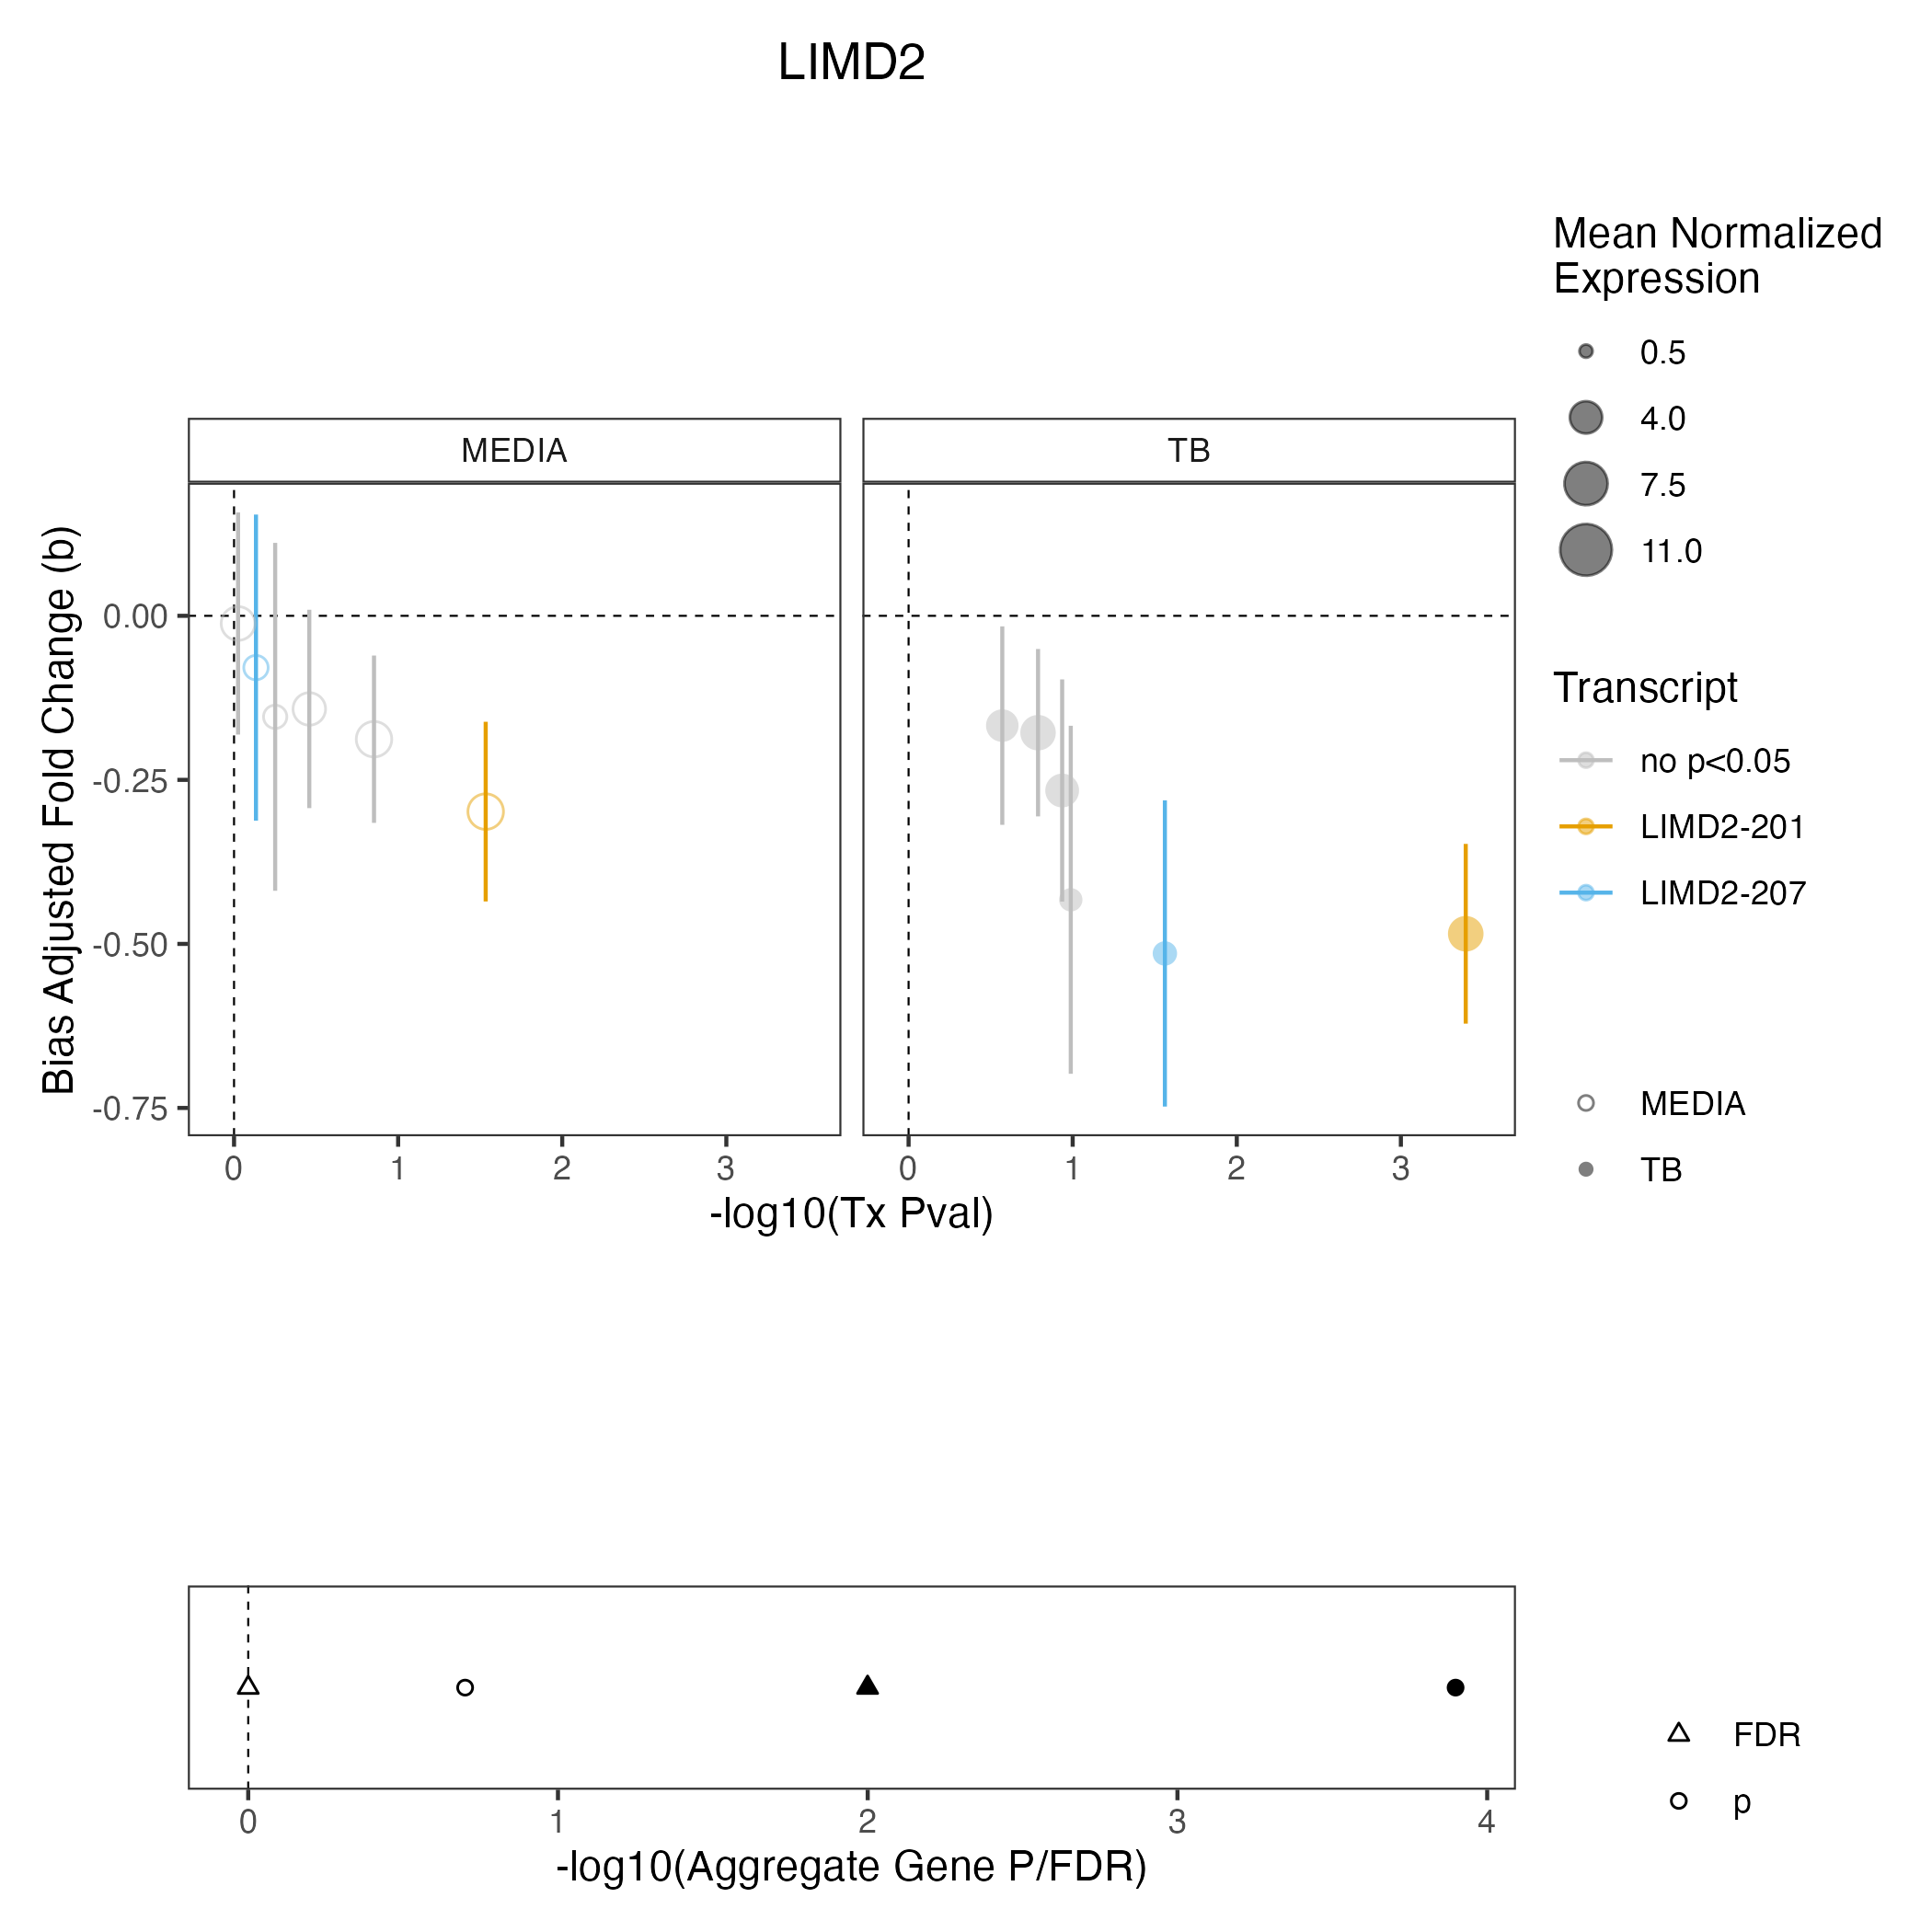 LIMD2
Mean Normalized
Expression
0.5
4.0
7.5
11.0
MEDIA
TB
Bias Adjusted Fold Change (b)
0.00
-0.25
-0.50
-0.75
0
1
2
3
0
1
2
3
-log10(Tx Pval)
Transcript
no p<0.05
LIMD2-201
LIMD2-207
MEDIA
TB
0
1
2
3
4
-log10(Aggregate Gene P/FDR)
FDR
p